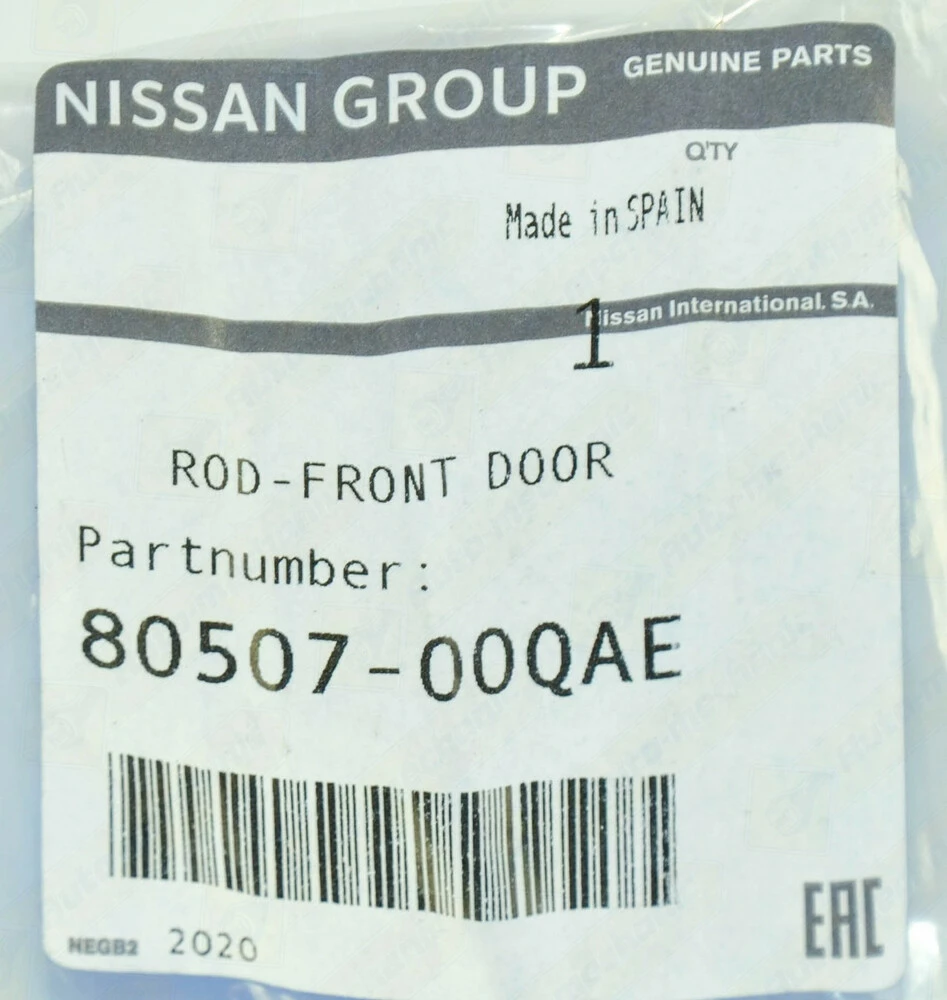 NISSAN GROUP
GENUINE PARTS
Q'TY
Made in SPAIN
Nissan International. S.A.
1
ROD-FRONT DOOR
Partnumber:
80507-00QAE
NEGB2 2020
EAC